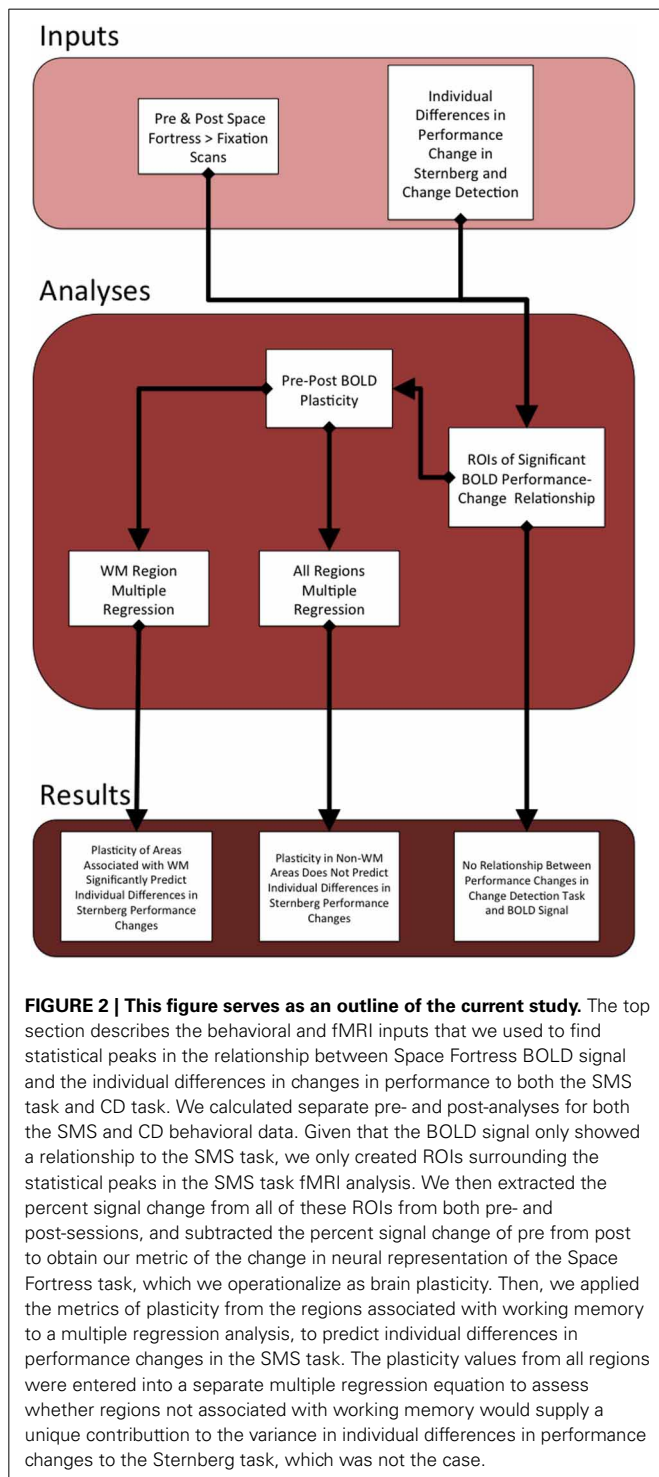 Inputs
Pre & Post Space
Fortress > Fixation
Scans
Individual
Differences in
Performance
Change in
Sternberg and
Change Detection
Analyses
Pre-Post BOLD
Plasticity
ROIs of Significant
BOLD Performance-
Change Relationship
WM Region
Multiple
Regression
All Regions
Multiple
Regression
Results
Plasticity of Areas
Associated with WM
Significantly Predict
Individual Differences in
Sternberg Performance
Changes
Plasticity in Non-WM
Areas Does Not Predict
Individual Differences in
Sternberg Performance
Changes
No Relationship Between
Performance Changes in
Change Detection Task
and BOLD Signal
FIGURE 2 | This figure serves as an outline of the current study. The top
section describes the behavioral and fMRI inputs that we used to find
statistical peaks in the relationship between Space Fortress BOLD signal
and the individual differences in changes in performance to both the SMS
task and CD task. We calculated separate pre- and post-analyses for both
the SMS and CD behavioral data. Given that the BOLD signal only showed
a relationship to the SMS task, we only created ROIs surrounding the
statistical peaks in the SMS task fMRI analysis. We then extracted the
percent signal change from all of these ROIs from both pre- and
post-sessions, and subtracted the percent signal change of pre from post
to obtain our metric of the change in neural representation of the Space
Fortress task, which we operationalize as brain plasticity. Then, we applied
the metrics of plasticity from the regions associated with working memory
to a multiple regression analysis, to predict individual differences in
performance changes in the SMS task. The plasticity values from all regions
were entered into a separate multiple regression equation to assess
whether regions not associated with working memory would supply a
unique contribution to the variance in individual differences in performance
changes to the Sternberg task, which was not the case.